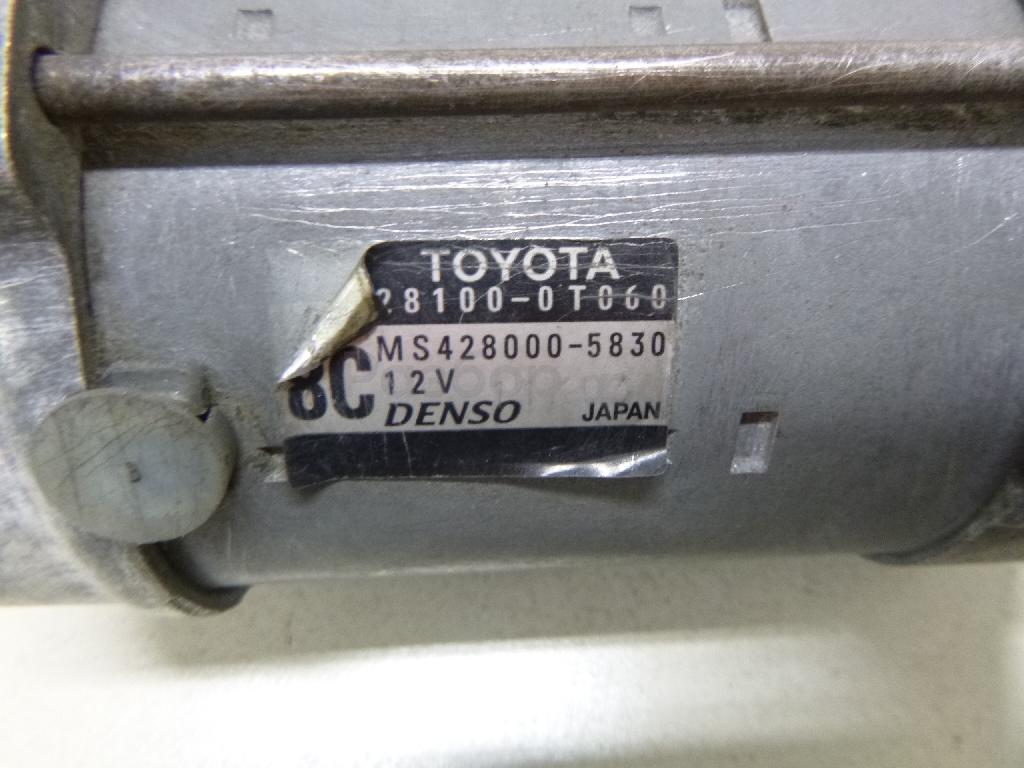 TOYOTA
28100-0T060
MS428000-5830
8C 12V
DENSO JAPAN